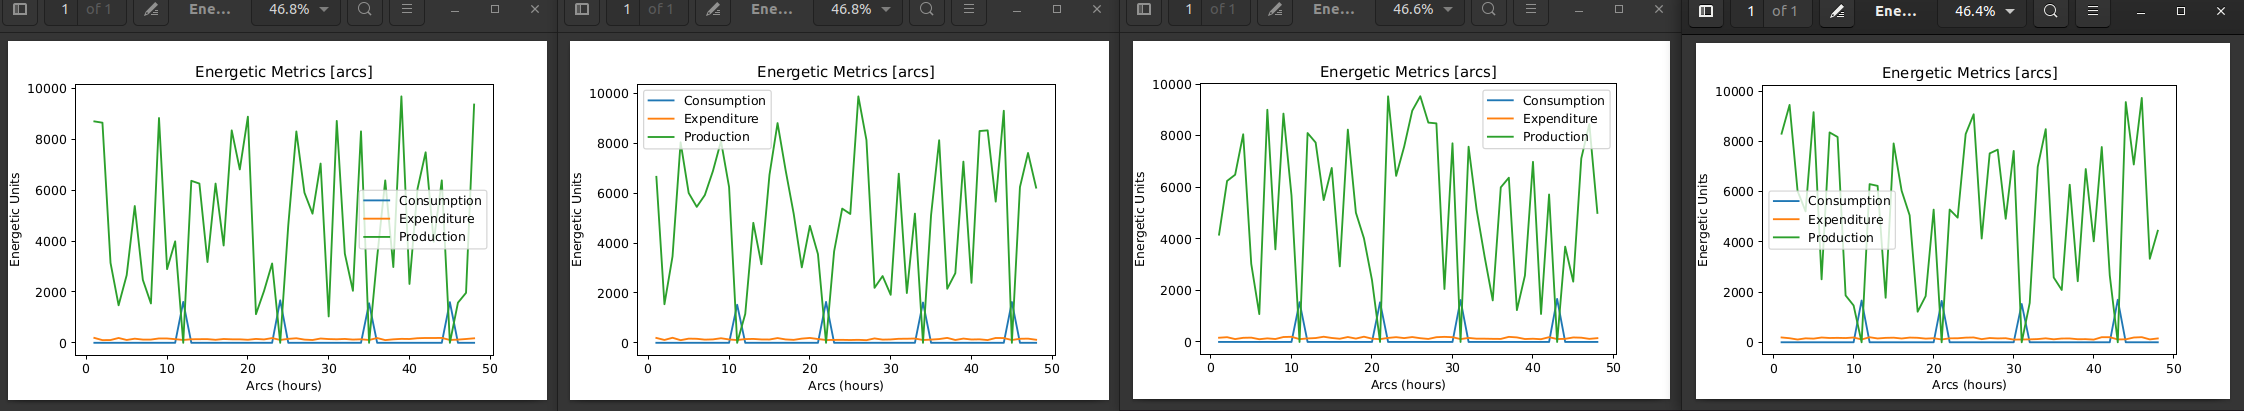 1 of 1 Ene... 46.8%
Energetic Metrics [arcs]
10000
8000
6000
4000
2000
0
Energetic Units
Consumption
Expenditure
Production
0 10 20 30 40 50
Arcs (hours)
1 of 1 Ene... 46.8%
Energetic Metrics [arcs]
10000
8000
6000
4000
2000
0
Energetic Units
Consumption
Expenditure
Production
0 10 20 30 40 50
Arcs (hours)
1 of 1 Ene... 46.6%
Energetic Metrics [arcs]
10000
8000
6000
4000
2000
0
Energetic Units
Consumption
Expenditure
Production
0 10 20 30 40 50
Arcs (hours)
1 of 1 Ene... 46.4%
Energetic Metrics [arcs]
10000
8000
6000
4000
2000
0
Energetic Units
Consumption
Expenditure
Production
0 10 20 30 40 50
Arcs (hours)